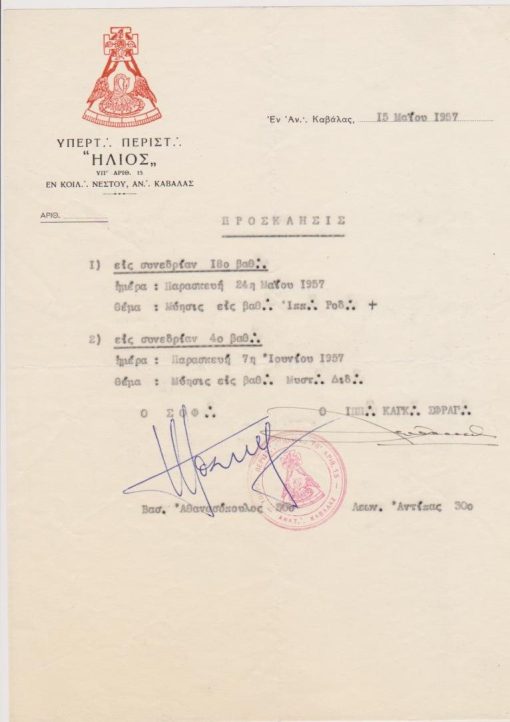 Ἐν Ἀν.·. Καβάλας, 15 Μαΐου 1957
ΥΠΕΡΤ.·. ΠΕΡΙΣΤ.·.
"ΗΛΙΟΣ„
ΥΠ' ΑΡΙΘ. 15
ΕΝ ΚΟΙΛ.·. ΝΕΣΤΟΥ, ΑΝ.·. ΚΑΒΑΛΑΣ
ΑΡΙΘ.
ΠΡΟΣΚΛΗΣΙΣ
1) εἰς συνεδρίαν 18ο βαθ∴
ἡμέρα : Παρασκευή 24η Μαΐου 1957
θέμα : Μύησις εἰς βαθ∴ Ἱππ∴ Ροδ∴ +
2) εἰς συνεδρίαν 4ο βαθ∴
ἡμέρα : Παρασκευή 7η Ἰουνίου 1957
θέμα : Μύησις εἰς βαθ∴ Μυστ∴ Διδ∴
Ο ΣΟΦ∴ Ο ΙΠΠ∴ ΚΑΓΚ∴ ΣΦΡΑΓ∴
Βασ. Ἀθανασόπουλος 30ο Λεων. Ἀντίπας 30ο